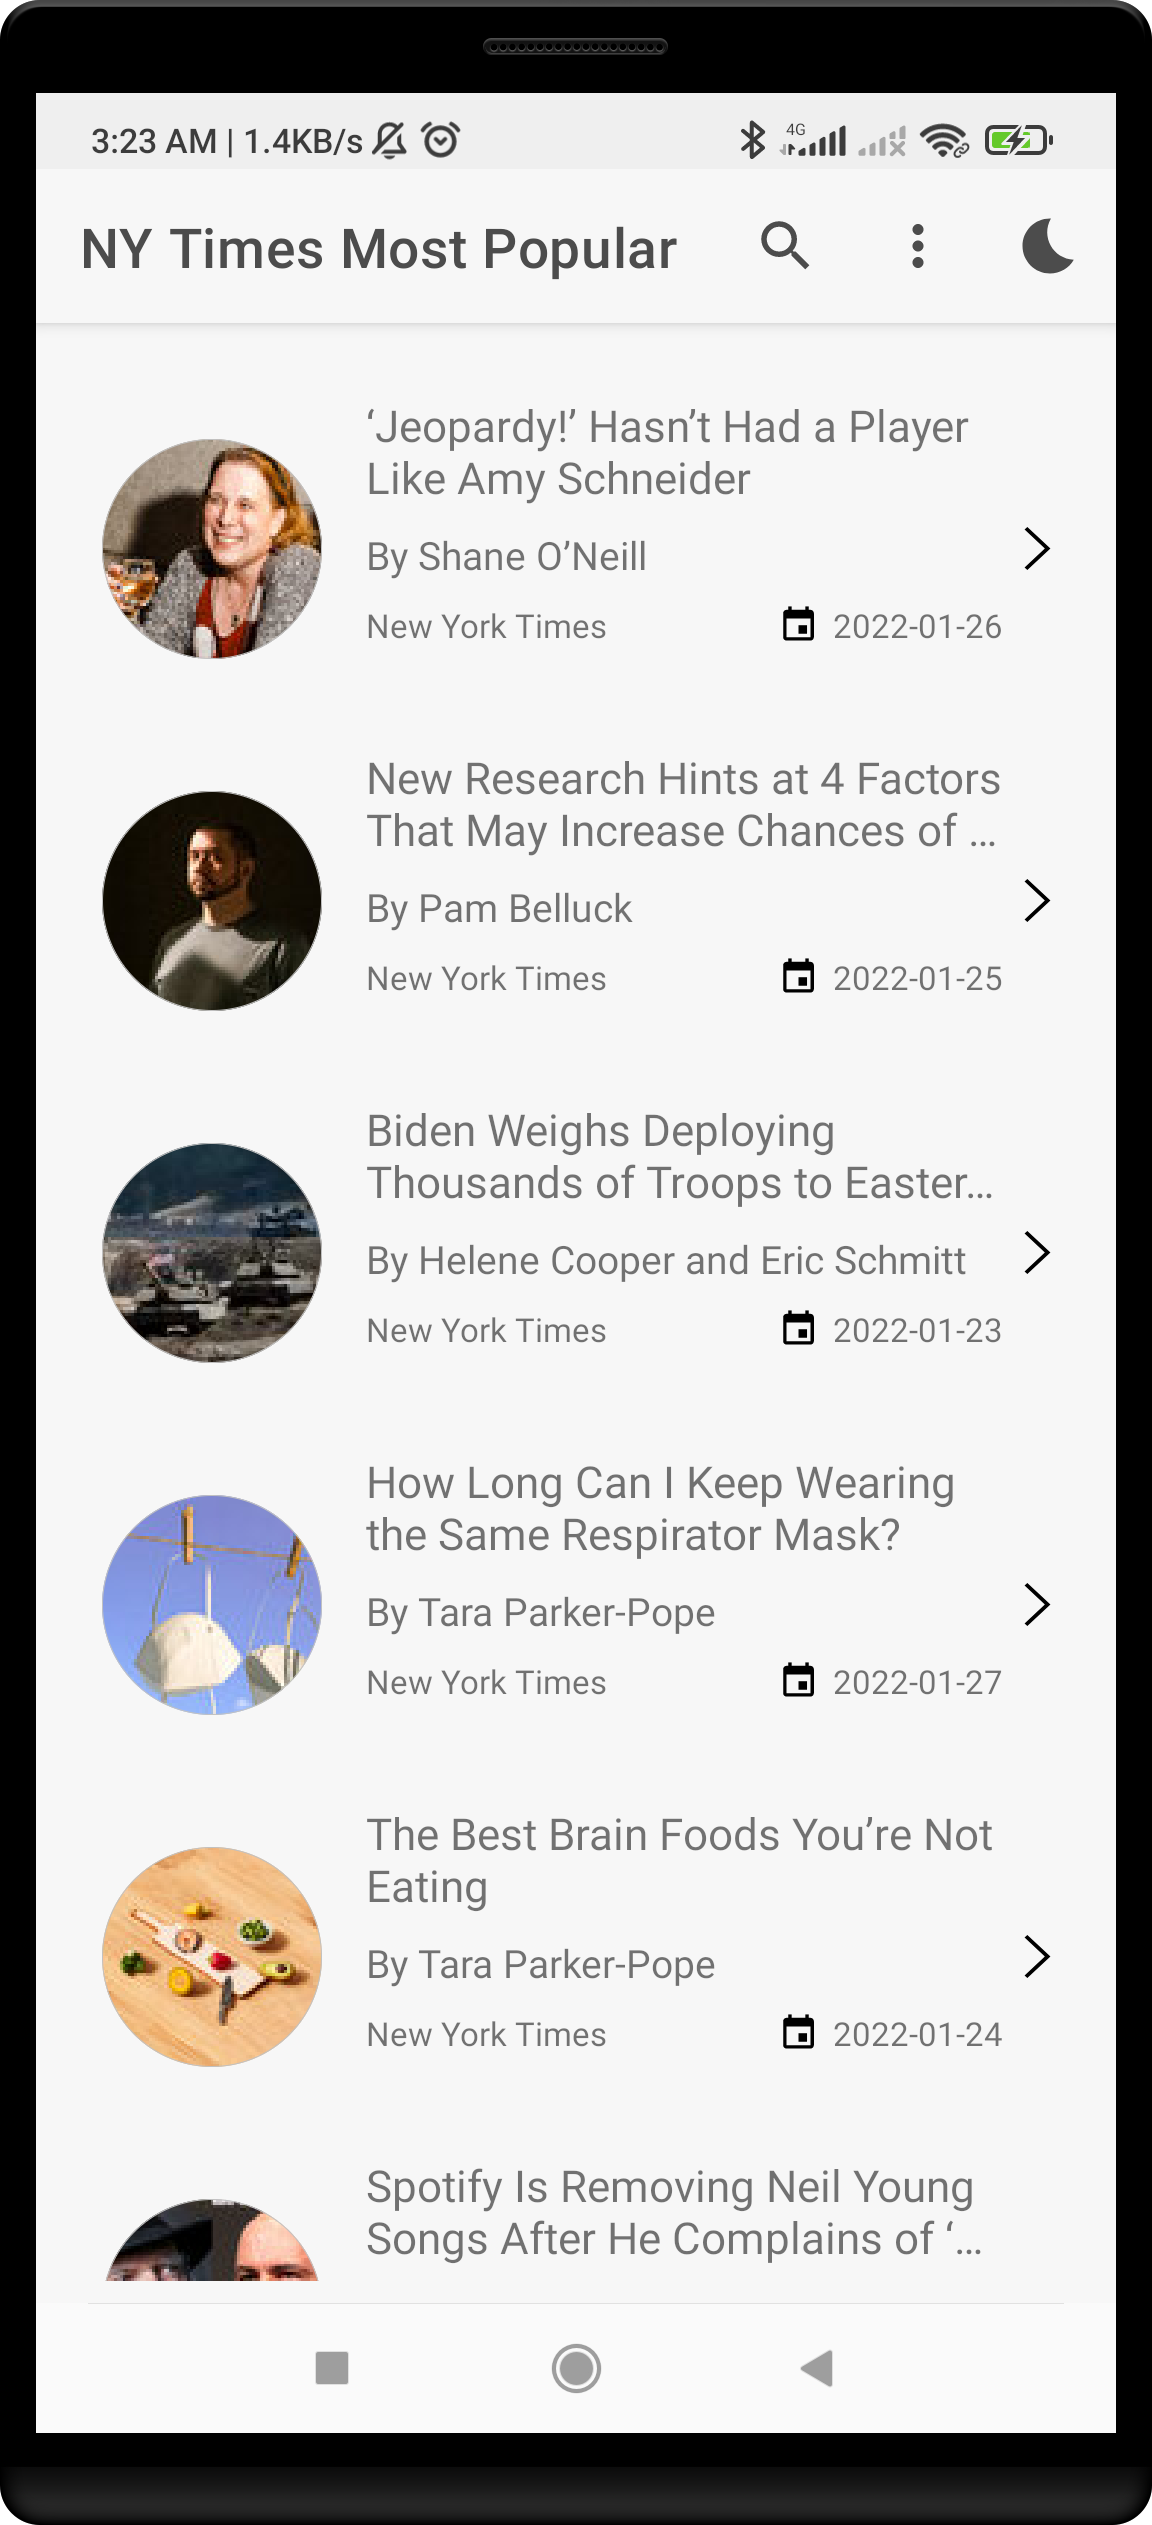 3:23 AM | 1.4KB/s 4G
NY Times Most Popular
‘Jeopardy!’ Hasn’t Had a Player
Like Amy Schneider
By Shane O’Neill
New York Times 2022-01-26
New Research Hints at 4 Factors
That May Increase Chances of ...
By Pam Belluck
New York Times 2022-01-25
Biden Weighs Deploying
Thousands of Troops to Easter...
By Helene Cooper and Eric Schmitt
New York Times 2022-01-23
How Long Can I Keep Wearing
the Same Respirator Mask?
By Tara Parker-Pope
New York Times 2022-01-27
The Best Brain Foods You’re Not
Eating
By Tara Parker-Pope
New York Times 2022-01-24
Spotify Is Removing Neil Young
Songs After He Complains of ‘...